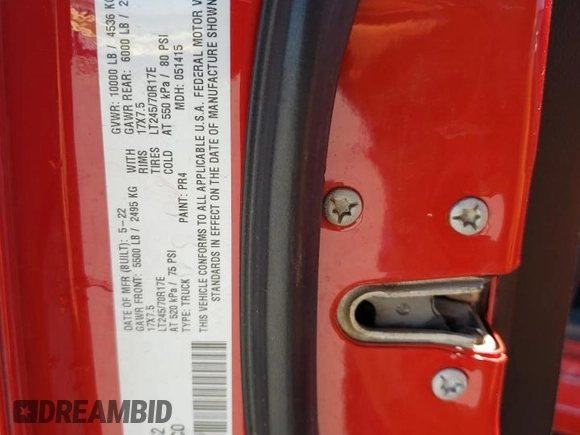 DATE OF MFR (BUILT): 5-22
GVWR: 10000 LB / 4536 KG
GAWR FRONT: 5500 LB / 2495 KG WITH GAWR REAR: 6000 LB / 2
17X7.5 RIMS 17X7.5
LT245/70R17E TIRES LT245/70R17E
AT 520 kPa / 75 PSI COLD AT 550 kPa / 80 PSI
TYPE: TRUCK PAINT: PR4 MDH: 051415
THIS VEHICLE CONFORMS TO ALL APPLICABLE U.S.A. FEDERAL MOTOR V
STANDARDS IN EFFECT ON THE DATE OF MANUFACTURE SHOWN
DREAMBID